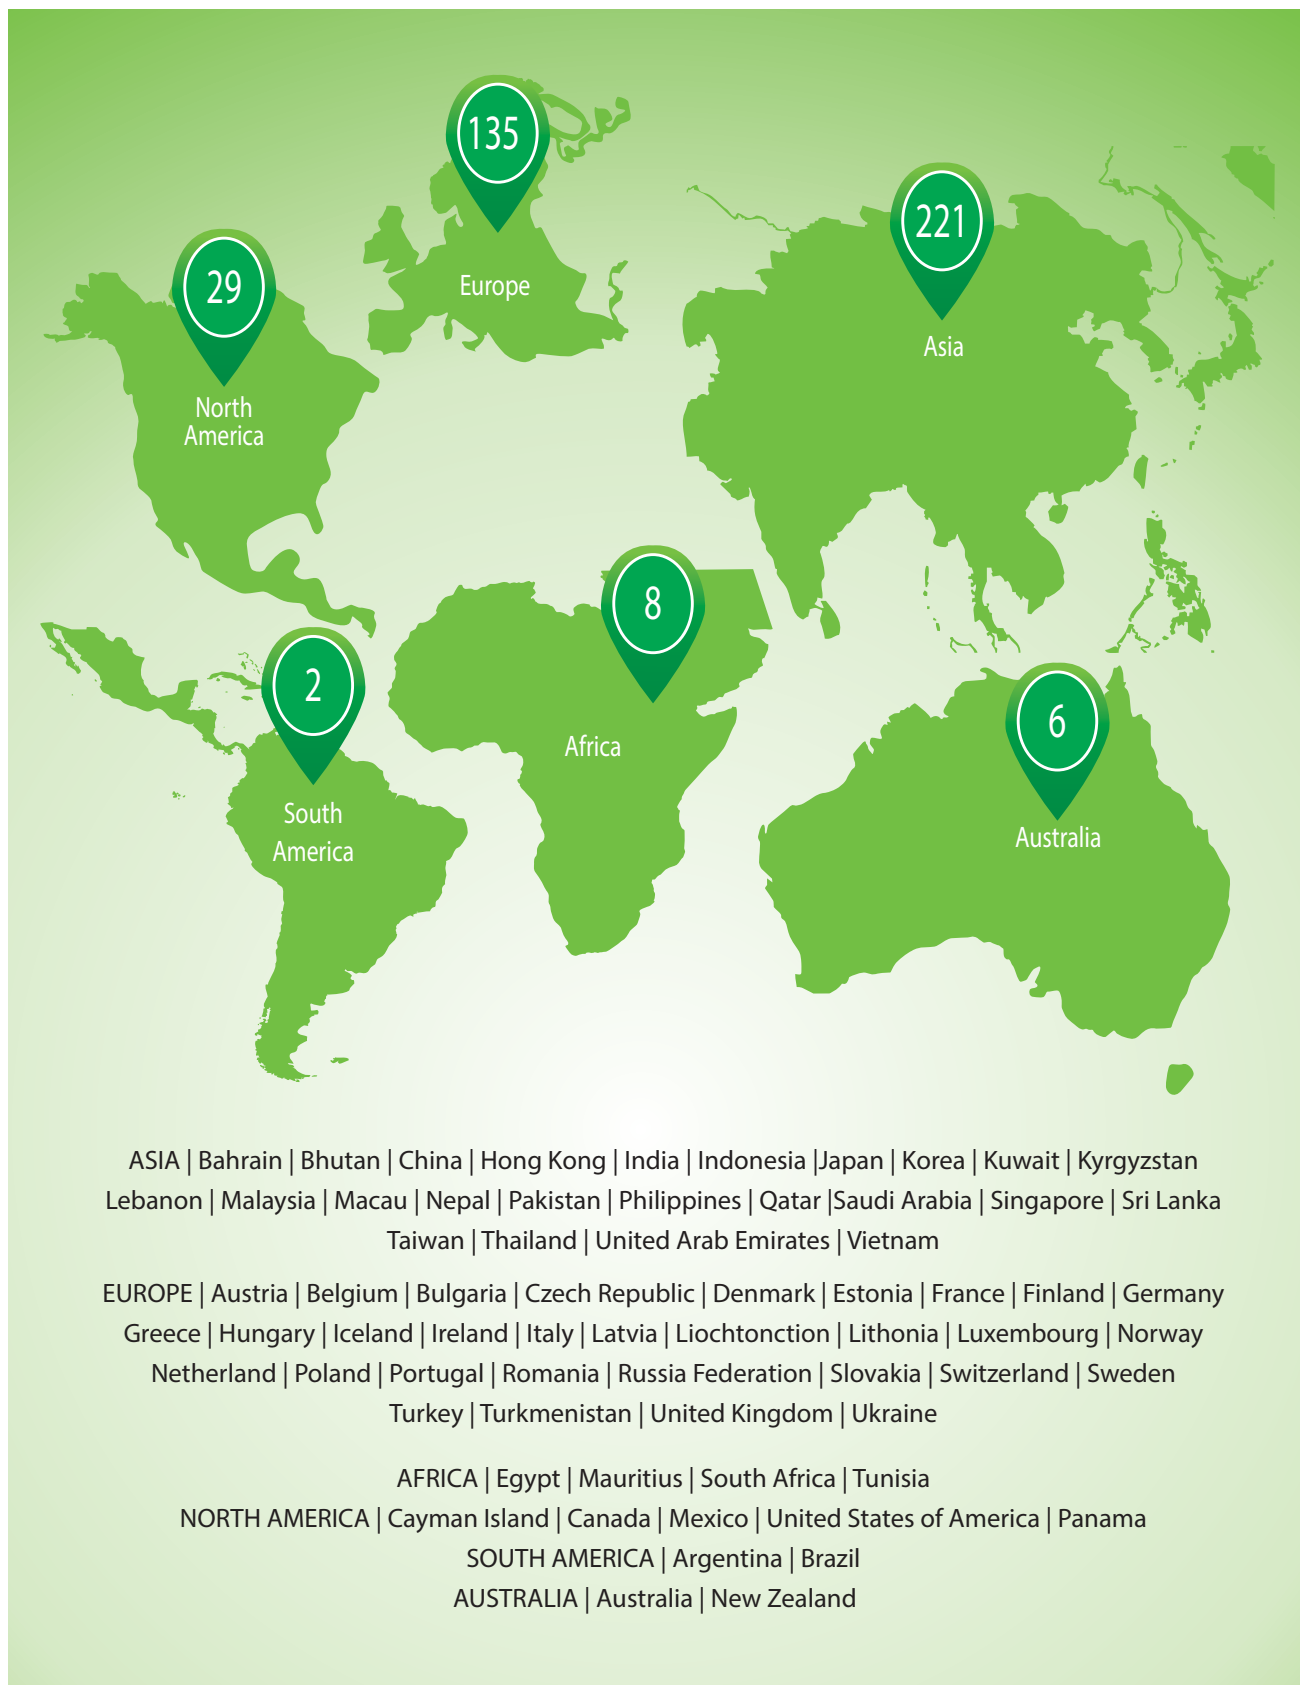 135
221
29
Europe
Asia
North
America
8
2
6
Africa
South
America
Australia
ASIA | Bahrain | Bhutan | China | Hong Kong | India | Indonesia |Japan | Korea | Kuwait | Kyrgyzstan
Lebanon | Malaysia | Macau | Nepal | Pakistan | Philippines | Qatar |Saudi Arabia | Singapore | Sri Lanka
Taiwan | Thailand | United Arab Emirates | Vietnam
EUROPE | Austria | Belgium | Bulgaria | Czech Republic | Denmark | Estonia | France | Finland | Germany
Greece | Hungary | Iceland | Ireland | Italy | Latvia | Liochtonction | Lithonia | Luxembourg | Norway
Netherland | Poland | Portugal | Romania | Russia Federation | Slovakia | Switzerland | Sweden
Turkey | Turkmenistan | United Kingdom | Ukraine
AFRICA | Egypt | Mauritius | South Africa | Tunisia
NORTH AMERICA | Cayman Island | Canada | Mexico | United States of America | Panama
SOUTH AMERICA | Argentina | Brazil
AUSTRALIA | Australia | New Zealand